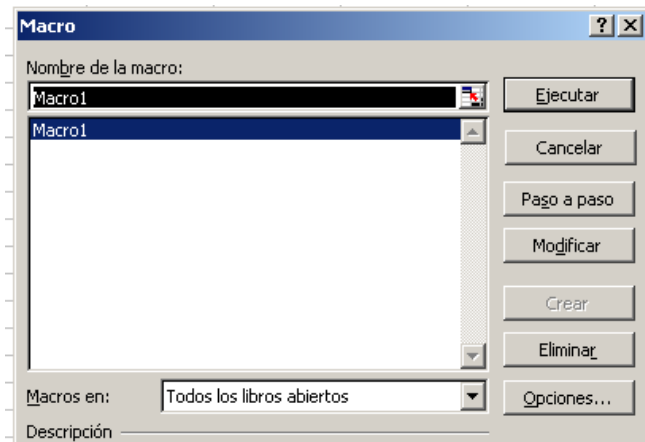 Macro
Nombre de la macro:
Macro1
Macro1
Ejecutar
Cancelar
Paso a paso
Modificar
Crear
Eliminar
Macros en:
Todos los libros abiertos
Opciones...
Descripción